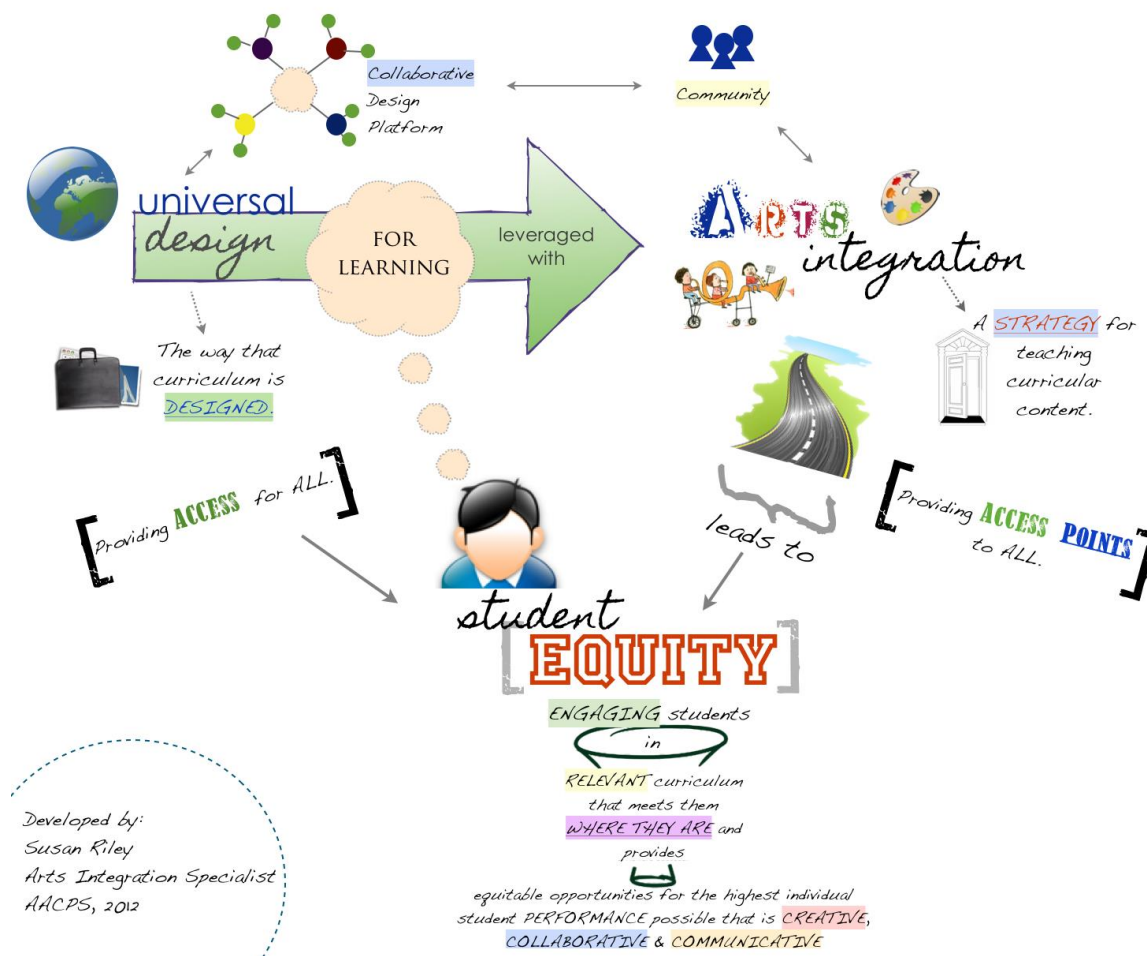 Collaborative
Design
Platform
Community
universal
design
FOR
LEARNING
leveraged
with
ARTS
integration
The way that
curriculum is
DESIGNED.
A STRATEGY for
teaching
curricular
content.
[Providing ACCESS for ALL.]
leads to
[Providing ACCESS POINTS
to ALL.]
student
[EQUITY]
ENGAGING students
in
RELEVANT curriculum
that meets them
WHERE THEY ARE and
provides
equitable opportunities for the highest individual
student PERFORMANCE possible that is CREATIVE,
COLLABORATIVE & COMMUNICATIVE
Developed by:
Susan Riley
Arts Integration Specialist
AACPS, 2012